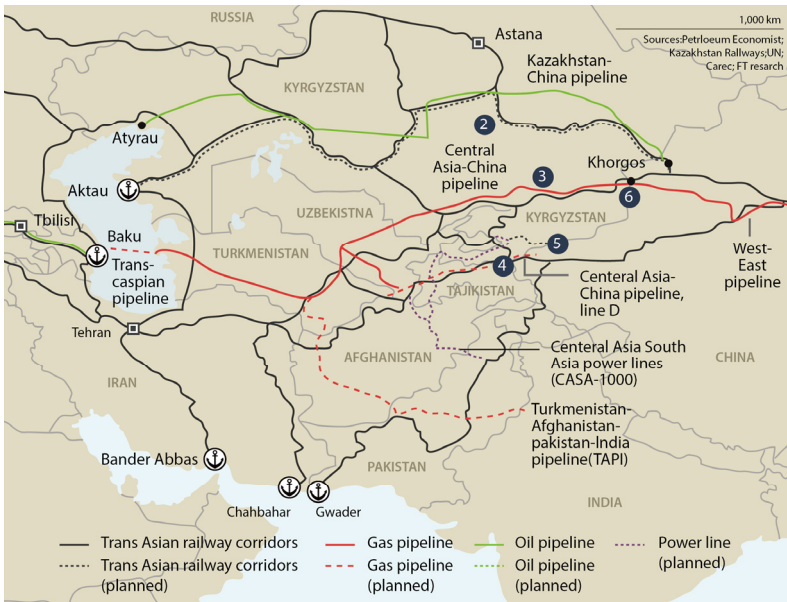 1,000 km
Sources:Petrloeum Economist;
Kazakhstan Rallways;UN;
Carec; FT resarch
RUSSIA
Astana
Kazakhstan-
China pipeline
KYRGYZSTAN
Atyrau
2
Central
Asia-China
pipeline
Khorgos
3
6
Aktau
UZBEKISTNA
KYRGYZSTAN
Tbilisi
Baku
Trans-
caspian
pipeline
TURKMENISTAN
5
4
West-
East
pipeline
TAJIKISTAN
Centeral Asia-
China pipeline,
line D
Tehran
AFGHANISTAN
Central Asia South
Asia power lines
(CASA-1000)
CHINA
IRAN
Turkmenistan-
Afghanistan-
pakistan-India
pipeline(TAPI)
Bander Abbas
PAKISTAN
INDIA
Chahbahar
Gwader
Trans Asian railway corridors
Gas pipeline
Oil pipeline
Power line
(planned)
Trans Asian railway corridors
(planned)
Gas pipeline
(planned)
Oil pipeline
(planned)